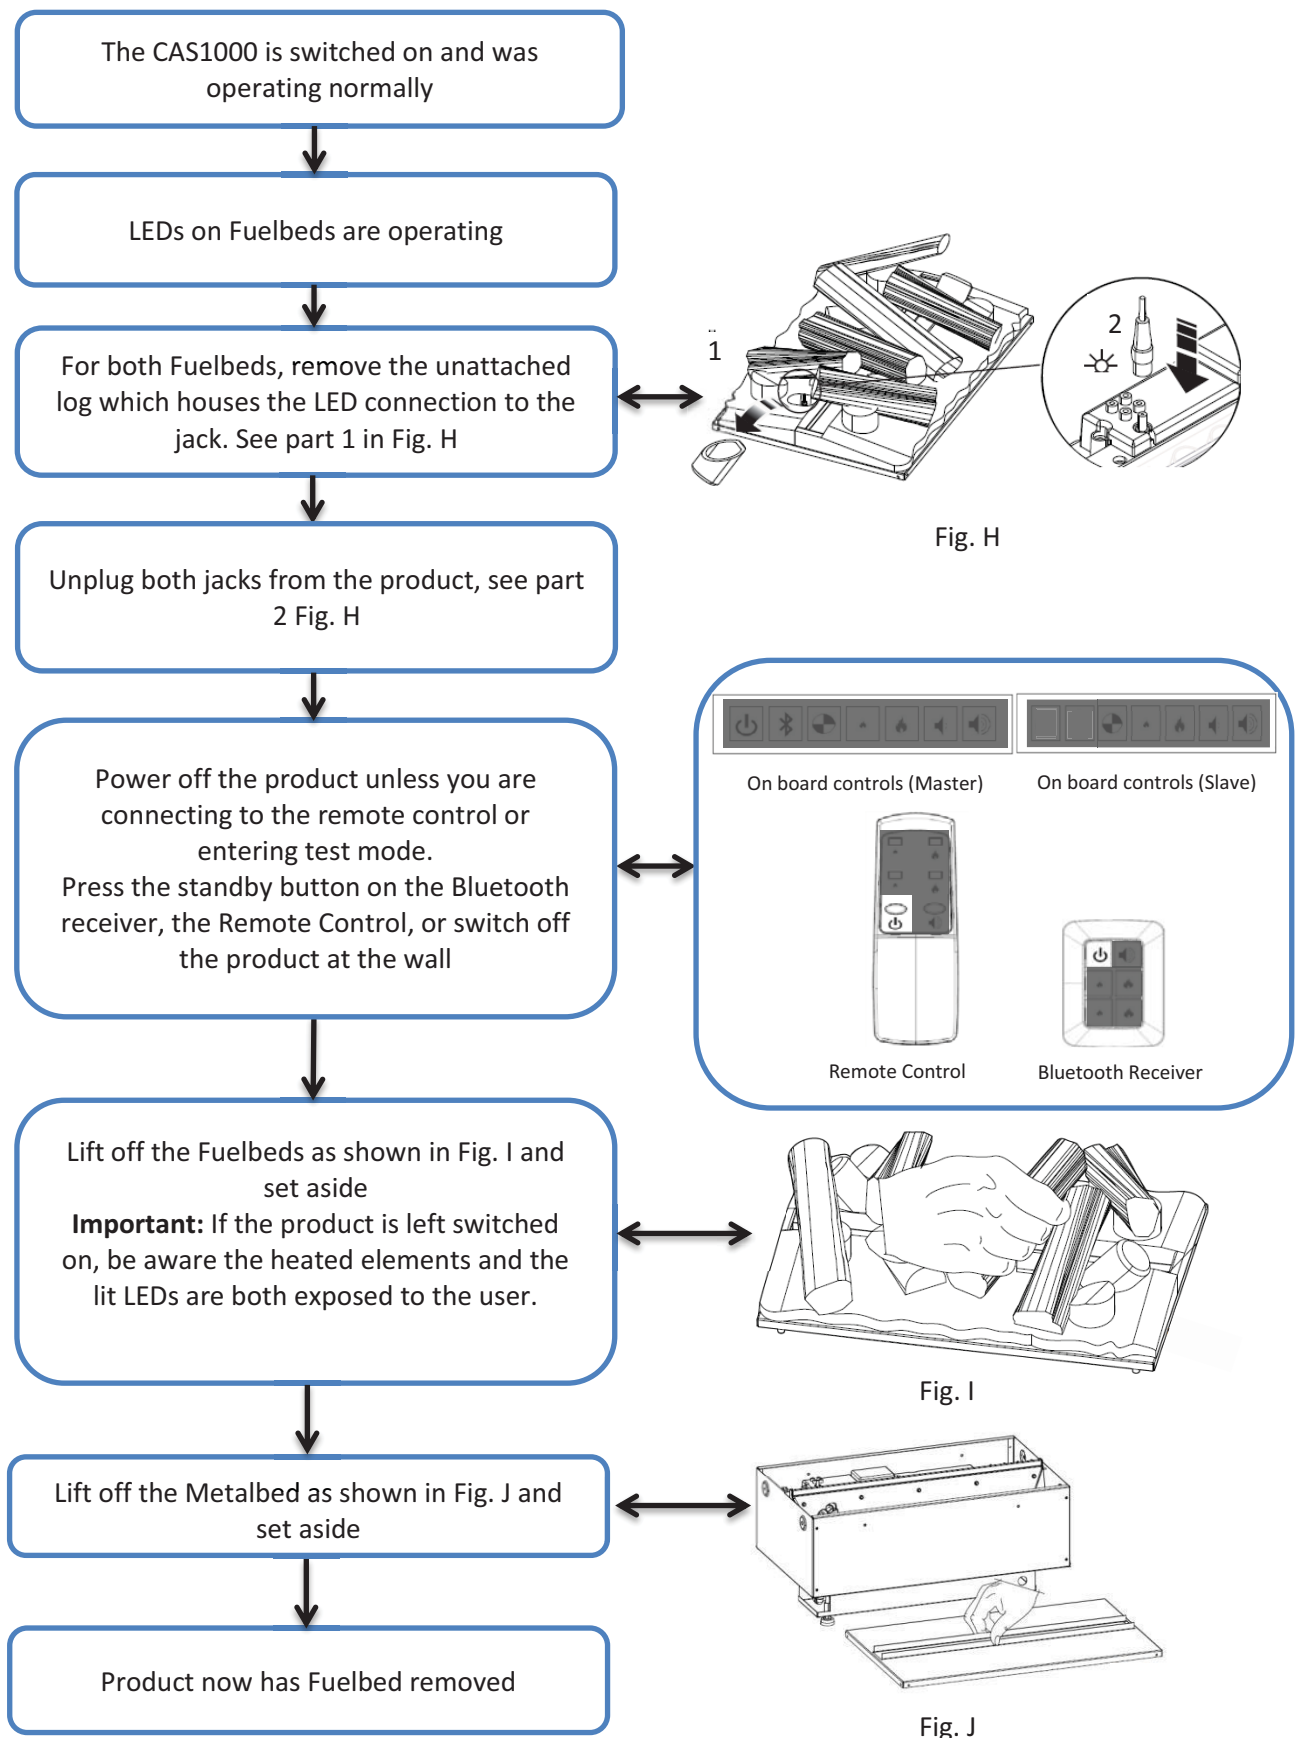 The CAS1000 is switched on and was
operating normally
LEDs on Fuelbeds are operating
For both Fuelbeds, remove the unattached
log which houses the LED connection to the
jack. See part 1 in Fig. H
1
2
Fig. H
Unplug both jacks from the product, see part
2 Fig. H
Power off the product unless you are
connecting to the remote control or
entering test mode.
Press the standby button on the Bluetooth
receiver, the Remote Control, or switch off
the product at the wall
On board controls (Master)
On board controls (Slave)
Remote Control
Bluetooth Receiver
Lift off the Fuelbeds as shown in Fig. I and
set aside
Important: If the product is left switched
on, be aware the heated elements and the
lit LEDs are both exposed to the user.
Fig. I
Lift off the Metalbed as shown in Fig. J and
set aside
Product now has Fuelbed removed
Fig. J